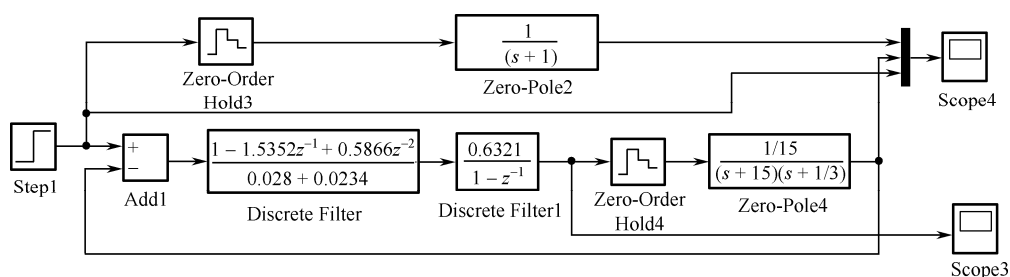 1
(s + 1)
Zero-Order
Hold3
Zero-Pole2
Scope4
Step1
+
−
Add1
1 − 1.5352z⁻¹ + 0.5866z⁻²
0.028 + 0.0234
Discrete Filter
0.6321
1 − z⁻¹
Discrete Filter1
Zero-Order
Hold4
1/15
(s + 15)(s + 1/3)
Zero-Pole4
Scope3